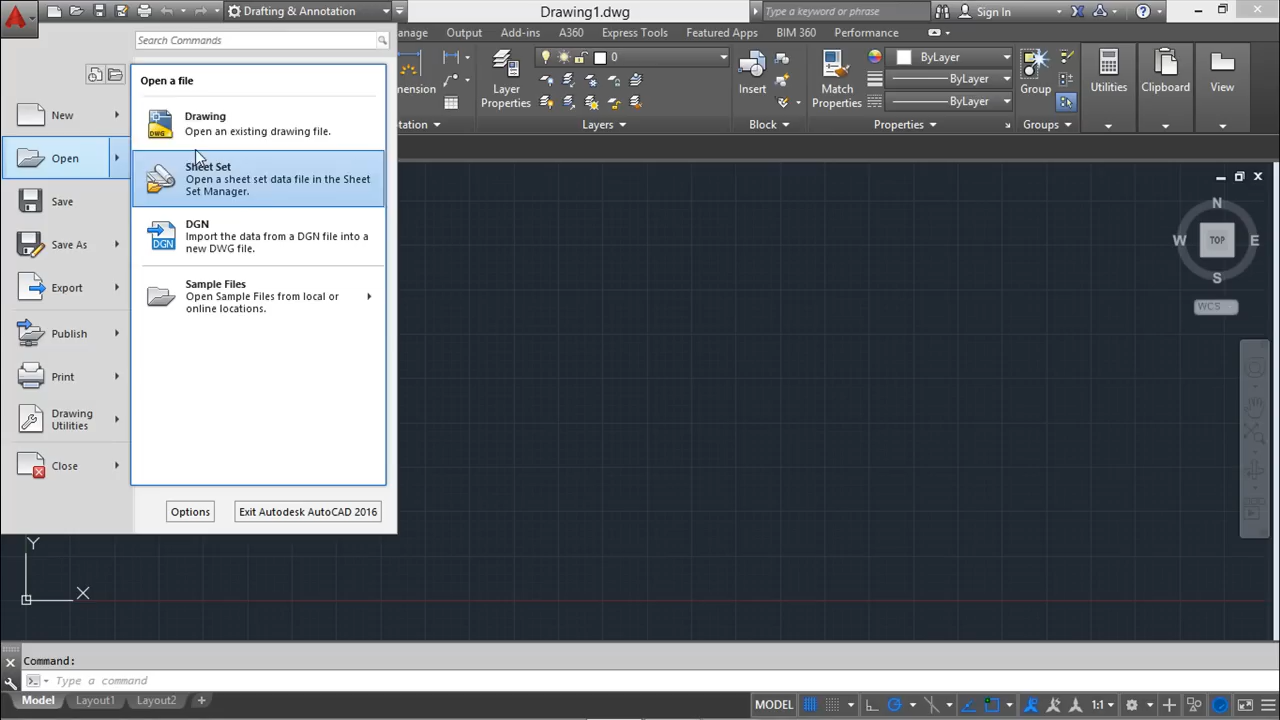 Drafting & Annotation
Drawing1.dwg
Type a keyword or phrase
Sign In
Search Commands
anage
Output
Add-ins
A360
Express Tools
Featured Apps
BIM 360
Performance
Open a file
New
Open
Save
Save As
Export
Publish
Print
Drawing
Utilities
Close
Drawing
Open an existing drawing file.
Sheet Set
Open a sheet set data file in the Sheet
Set Manager.
DGN
Import the data from a DGN file into a
new DWG file.
Sample Files
Open Sample Files from local or
online locations.
Options
Exit Autodesk AutoCAD 2016
mension
Layer
Properties
0
Insert
Match
Properties
ByLayer
ByLayer
ByLayer
Group
Utilities
Clipboard
View
otation
Layers
Block
Properties
Groups
N
W
TOP
E
S
WCS
Y
X
Command:
Type a command
Model
Layout1
Layout2
MODEL
1:1